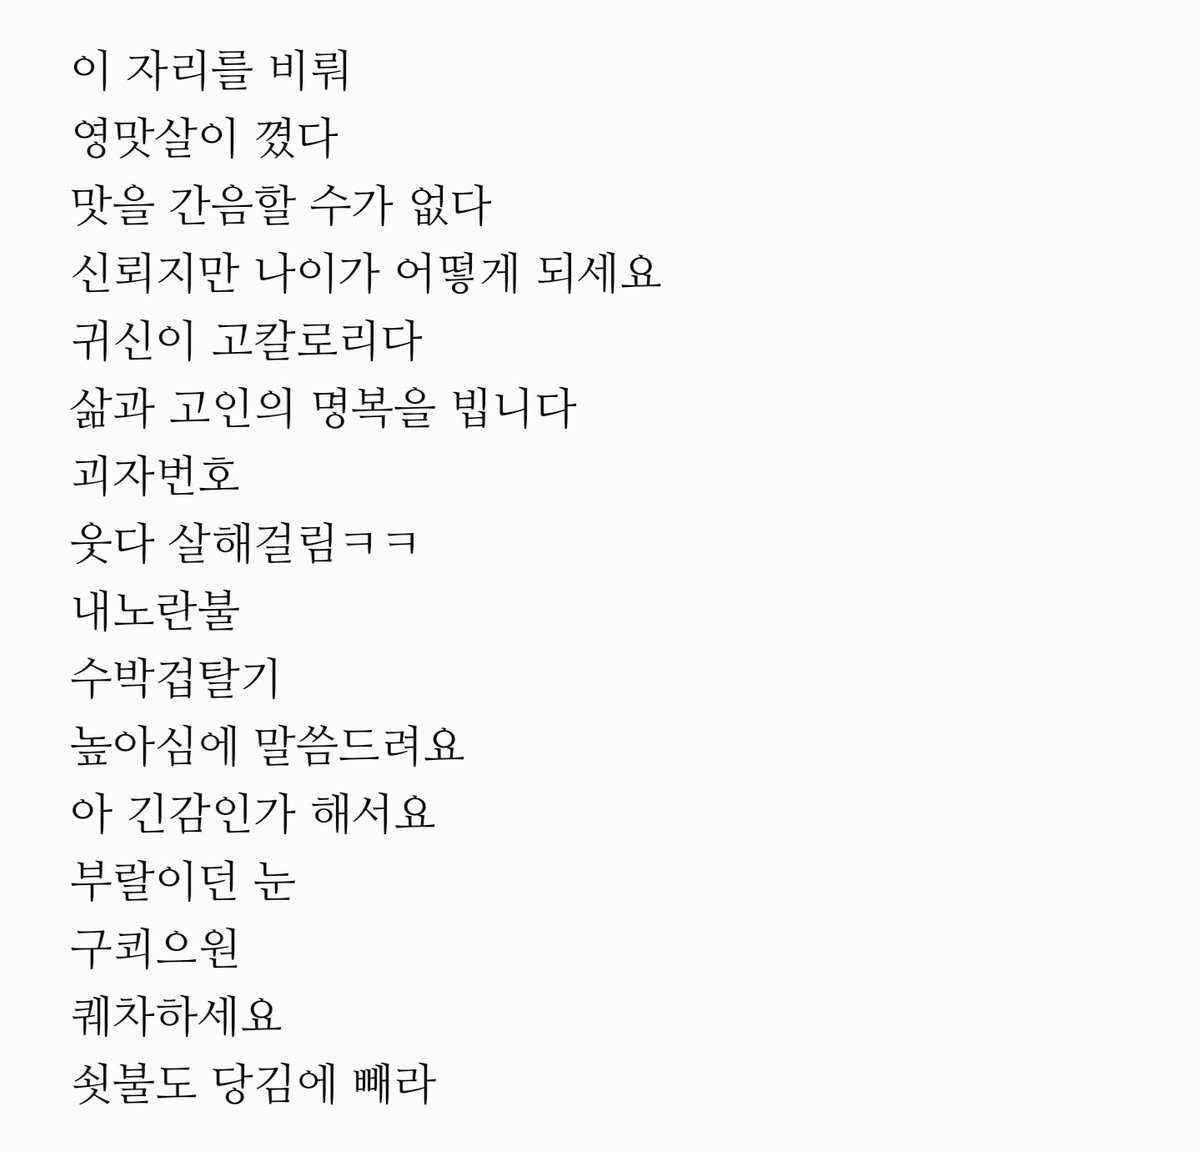 이 자리를 비뤄
영맛살이 꼈다
맛을 간음할 수가 없다
신뢰지만 나이가 어떻게 되세요
귀신이 고칼로리다
삶과 고인의 명복을 빕니다
괴자번호
웃다 살해걸림ㅋㅋ
내노란불
수박겁탈기
높아심에 말씀드려요
아 긴감인가 해서요
부랄이던 눈
구쾨으원
퀘차하세요
쇳불도 당김에 빼라